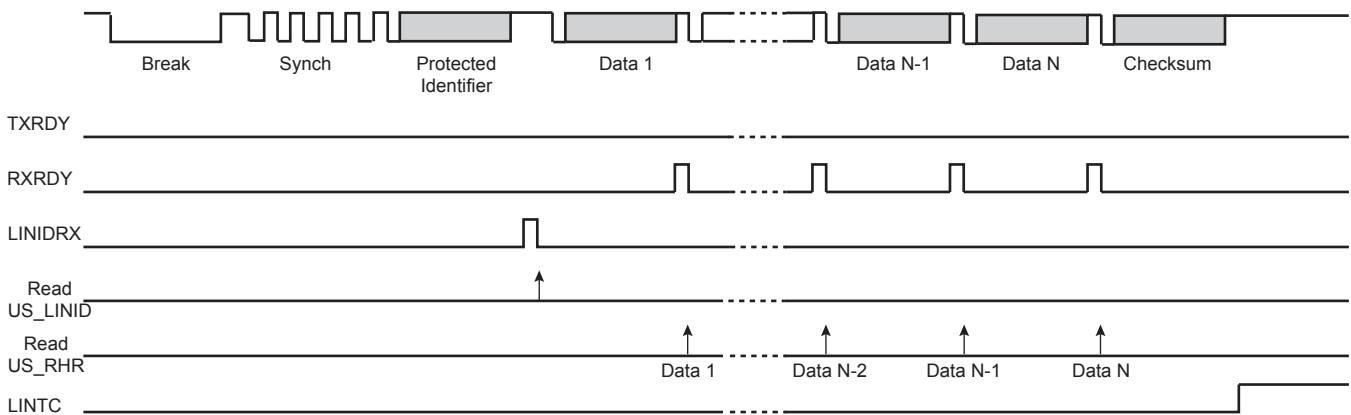 Break Synch Protected Data 1 Data N-1 Data N Checksum
Identifier
TXRDY
RXRDY
LINIDRX
Read
US_LINID
Read
US_RHR
Data 1 Data N-2 Data N-1 Data N
LINTC